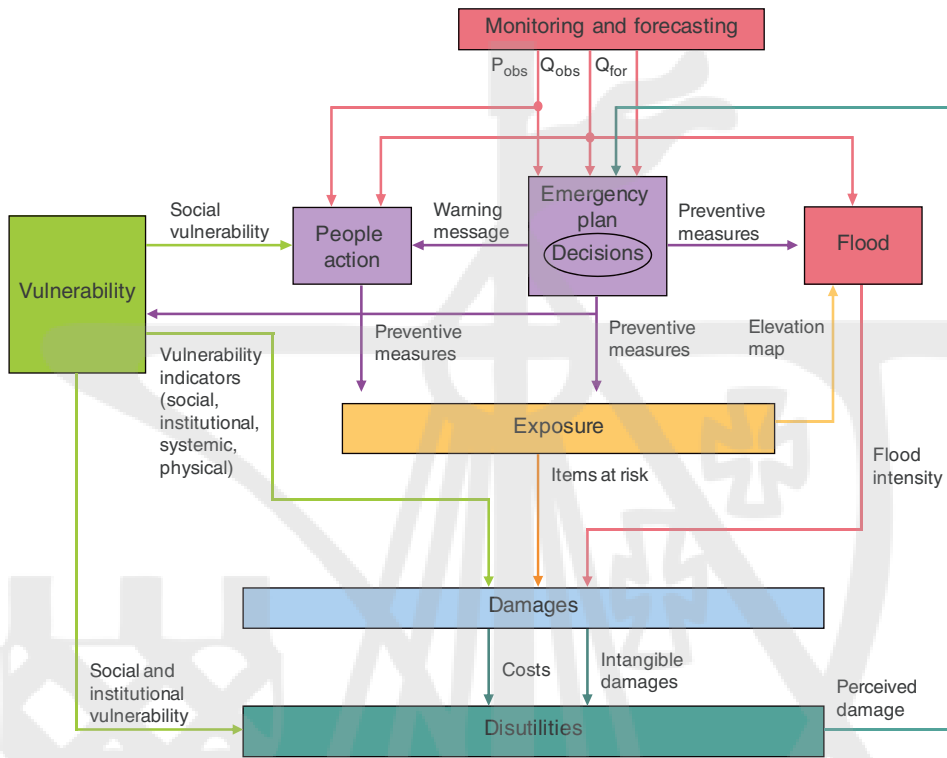 Monitoring and forecasting
Pobs Qobs Qfor
Social
vulnerability
Warning
message
Emergency
plan
Decisions
Preventive
measures
People
action
Flood
Vulnerability
Preventive
measures
Preventive
measures
Elevation
map
Vulnerability
indicators
(social,
institutional,
systemic,
physical)
Exposure
Items at risk
Flood
intensity
Damages
Costs
Intangible
damages
Social and
institutional
vulnerability
Perceived
damage
Disutilities